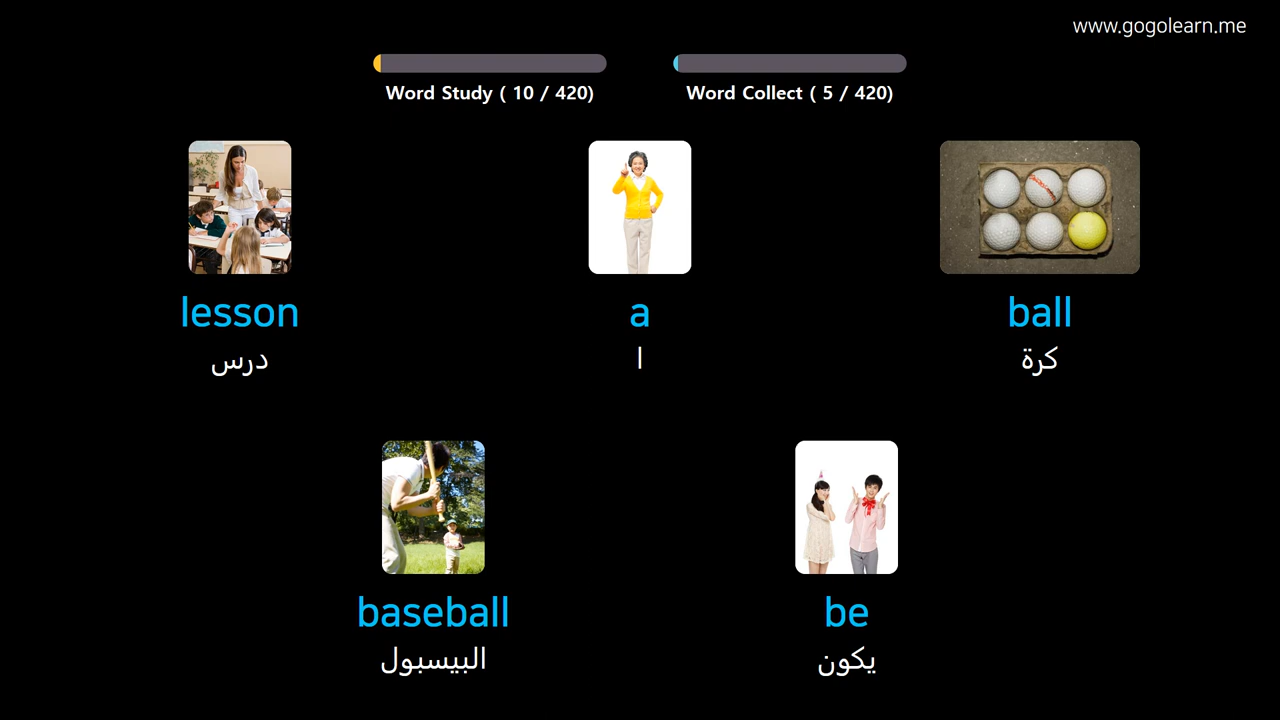 www.gogolearn.me
Word Study ( 10 / 420)
Word Collect ( 5 / 420)
lesson
درس
a
ا
ball
كرة
baseball
البيسبول
be
يكون